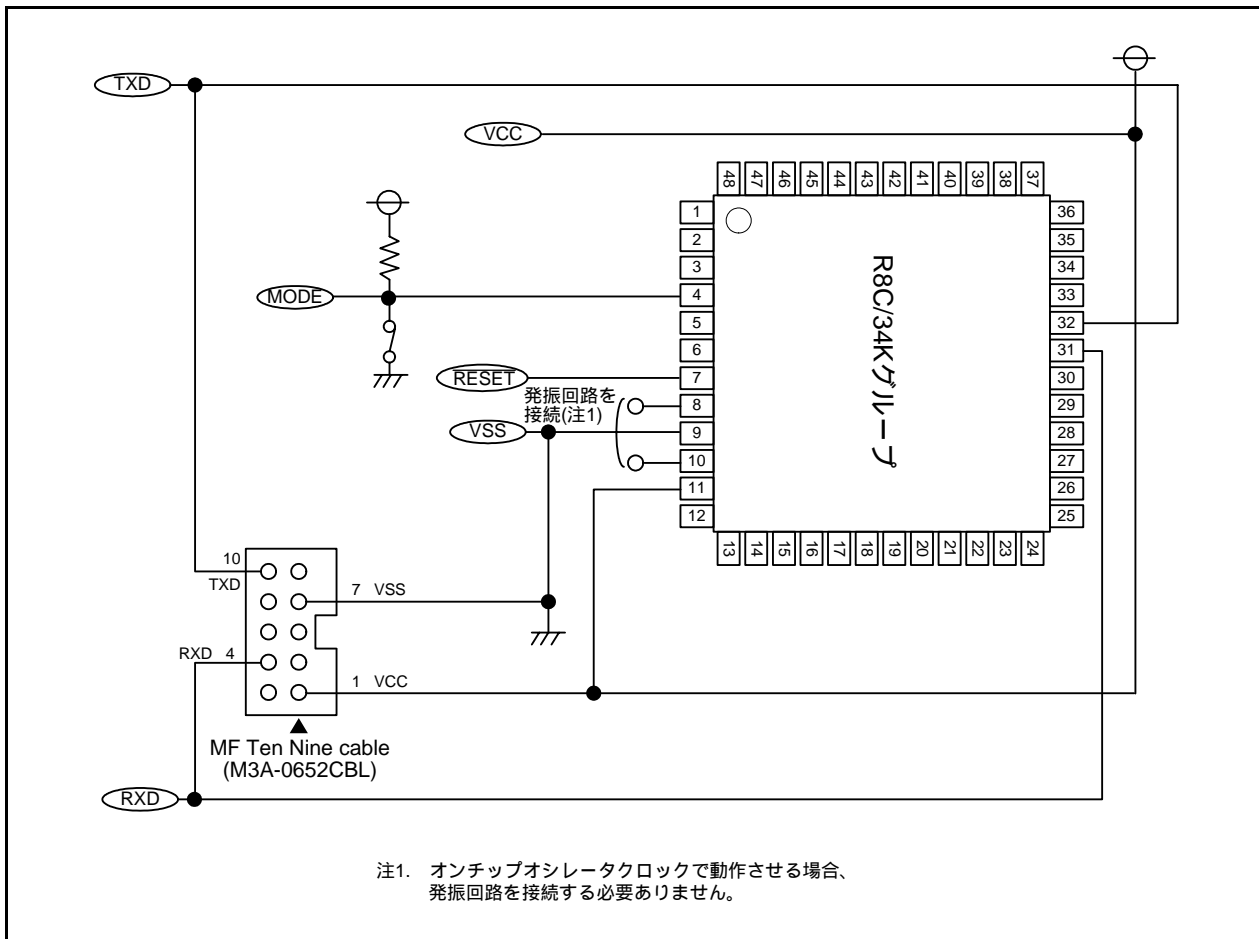 TXD
VCC
48 47 46 45 44 43 42 41 40 39 38 37
1
2
3
4
5
6
7
8
9
10
11
12
36
35
34
33
32
31
30
29
28
27
26
25
13 14 15 16 17 18 19 20 21 22 23 24
R8C/34Kグループ
MODE
RESET
発振回路を
接続(注1)
VSS
10
TXD
7 VSS
RXD 4
1 VCC
MF Ten Nine cable
(M3A-0652CBL)
RXD
注1. オンチップオシレータクロックで動作させる場合、
発振回路を接続する必要ありません。